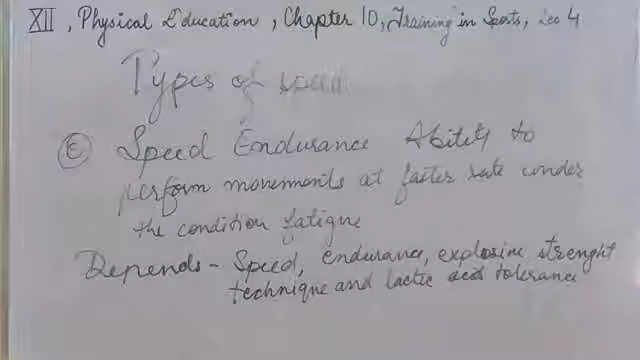 XII, Physical Education, Chapter 10, Training in Sports, Lec 4
Types of speed
(E) Speed Endurance Ability to
perform movements at faster rate under
the condition fatigue
Depends - Speed, endurance, explosive strenght
technique and lactic acid tolerance